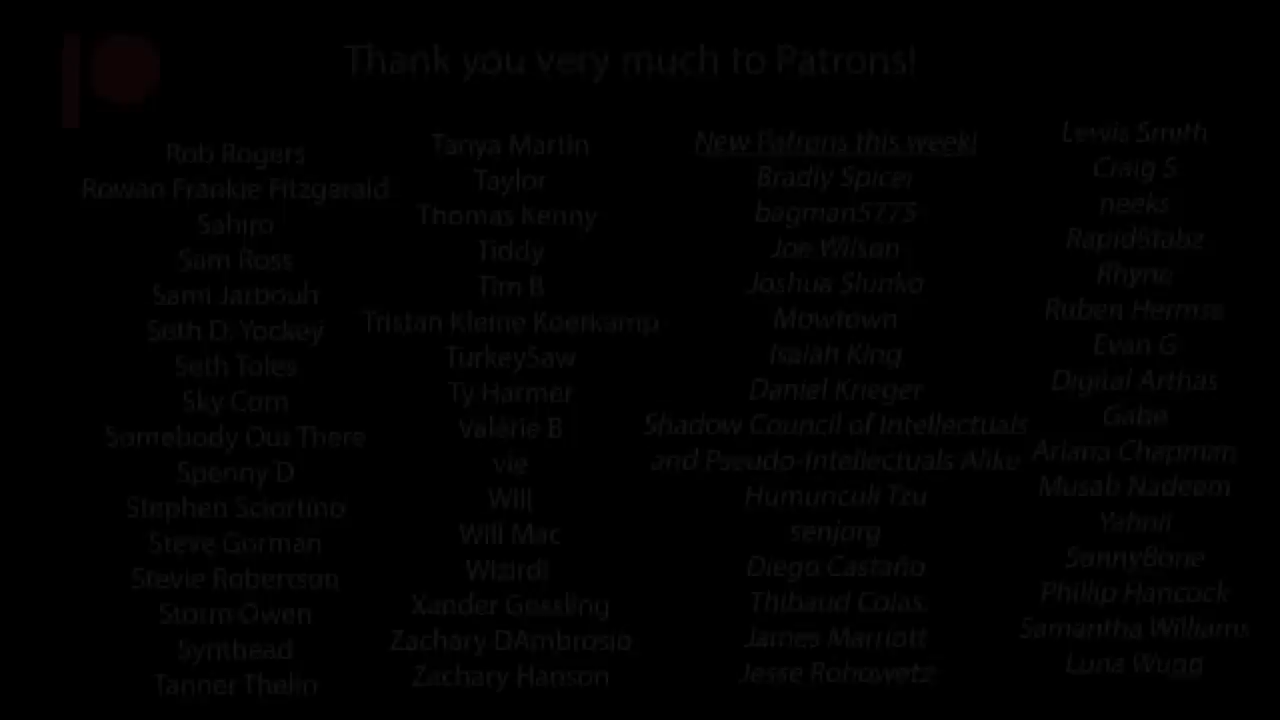 Thank you very much to Patrons!
Rob Rogers
Rowan Frankie Fitzgerald
Sahiro
Sam Ross
Sami Jarbouh
Seth D. Yockey
Seth Toles
Sky Corn
Somebody Out There
Spenny D
Stephen Sciortino
Steve Gorman
Stevie Robertson
Storm Owen
Synthead
Tanner Thelin
Tanya Martin
Taylor
Thomas Kenny
Tiddy
Tim B
Tristan Kleine Koerkamp
TurkeySaw
Ty Harmer
Valerie B
vie
Will
Will Mac
Wizardl
Xander Gossling
Zachary DAmbrosio
Zachary Hanson
New Patrons this week!
Bradly Spicer
bagman5775
Joe Wilson
Joshua Slunko
Mowtown
Isaiah King
Daniel Krieger
Shadow Council of Intellectuals
and Pseudo-Intellectuals Alike
Humunculi Tzu
senjorg
Diego Castaño
Thibaud Colas
James Marriott
Jesse Rohowetz
Lewis Smith
Craig S
neeks
RapidStabz
Rhyne
Ruben Hermse
Evan G
Digital Arthas
Gabe
Ariana Chapman
Musab Nadeem
SonnyBone
Phillip Hancock
Samantha Williams
Luna Wugg